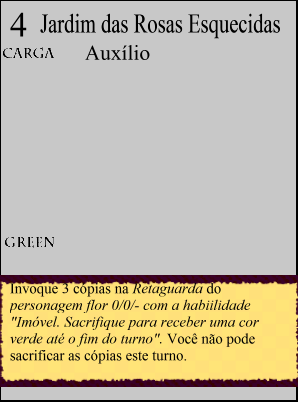 4 Jardim das Rosas Esquecidas
CARGA Auxílio
GREEN
Invoque 3 cópias na Retaguarda do
personagem flor 0/0/- com a habiilidade
"Imóvel. Sacrifique para receber uma cor
verde até o fim do turno". Você não pode
sacrificar as cópias este turno.